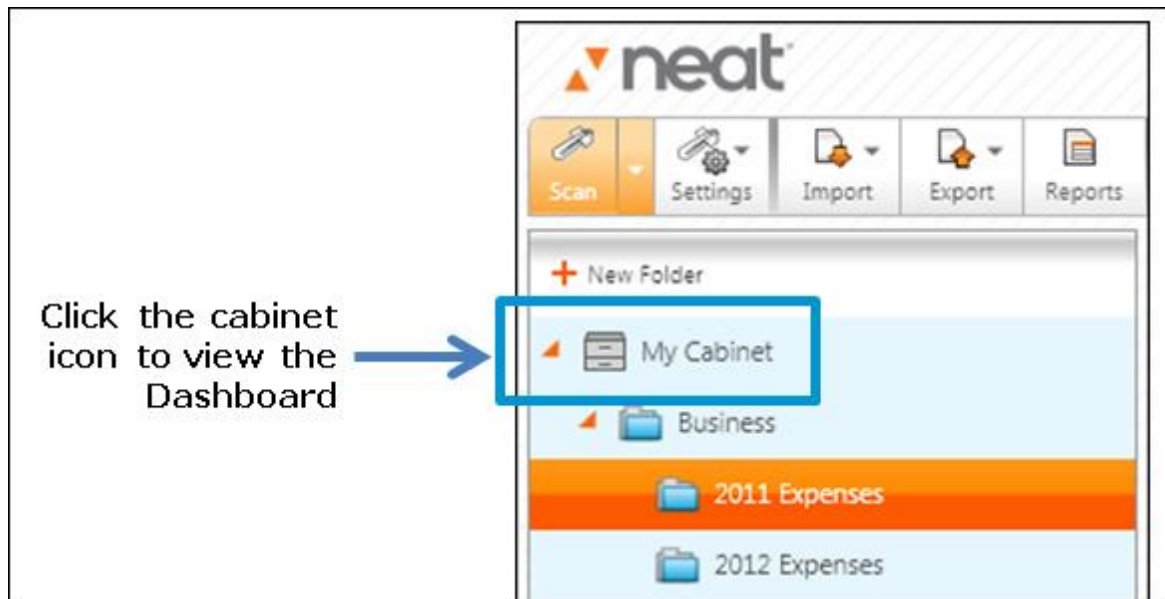 neat
Scan Settings Import Export Reports
New Folder
Click the cabinet
icon to view the
Dashboard
My Cabinet
Business
2011 Expenses
2012 Expenses